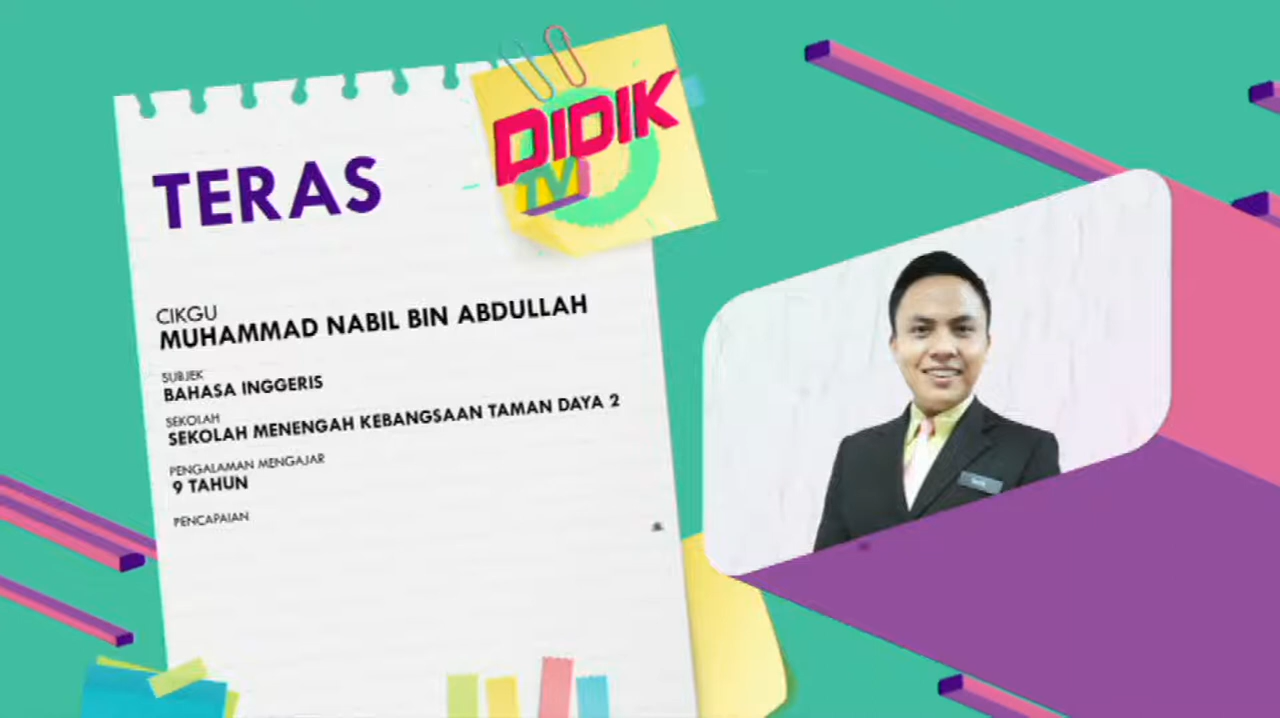 DIDIK
TV
TERAS
CIKGU
MUHAMMAD NABIL BIN ABDULLAH
SUBJEK
BAHASA INGGERIS
SEKOLAH
SEKOLAH MENENGAH KEBANGSAAN TAMAN DAYA 2
PENGALAMAN MENGAJAR
9 TAHUN
PENCAPAIAN